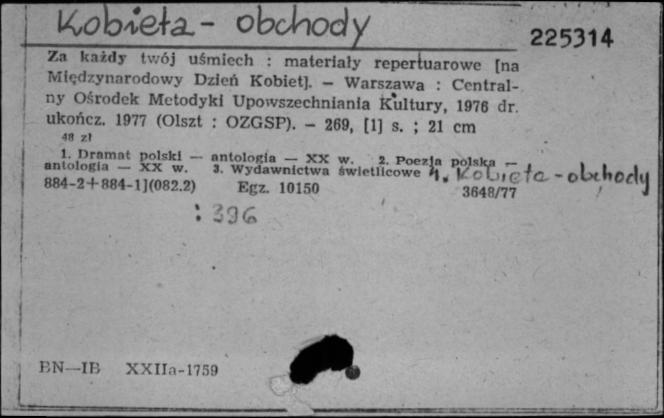 Kobieta - obchody
225314
Za każdy twój uśmiech : materiały repertuarowe [na
Międzynarodowy Dzień Kobiet]. — Warszawa : Central-
ny Ośrodek Metodyki Upowszechniania Kultury, 1976 dr.
ukończ. 1977 (Olszt : OZGSP). — 269, [1] s. ; 21 cm
48 zł
1. Dramat polski — antologia — XX w. 2. Poezja polska —
antologia — XX w. 3. Wydawnictwa świetlicowe 4. Kobieta - obchody
884-2+884-1](082.2) Egz. 10150 3648/77
: 396
BN—IB XXIIa-1759